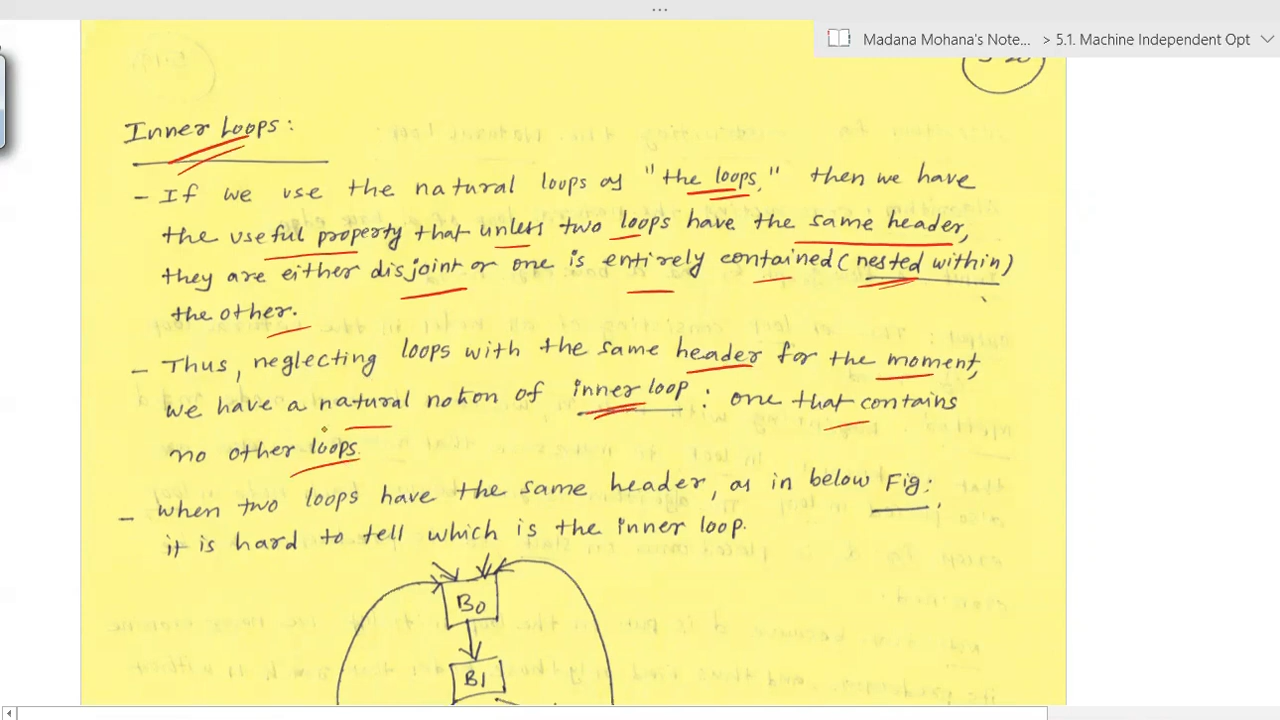 ...
Madana Mohana's Note... > 5.1. Machine Independent Opt
Inner Loops:
- If we use the natural loops as "the loops," then we have
the useful property that unless two loops have the same header,
they are either disjoint or one is entirely contained (nested within)
the other.
- Thus, neglecting loops with the same header for the moment,
we have a natural notion of inner loop: one that contains
no other loops.
- when two loops have the same header, as in below Fig:
it is hard to tell which is the inner loop.
B0
B1